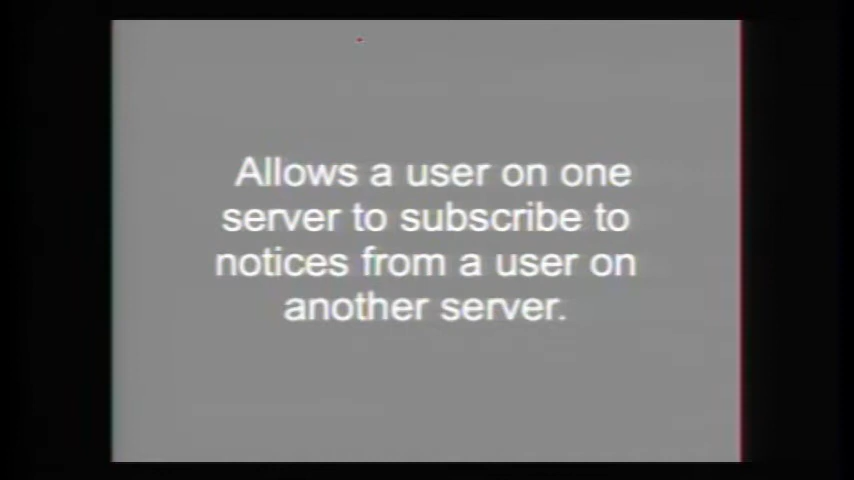 Allows a user on one
server to subscribe to
notices from a user on
another server.